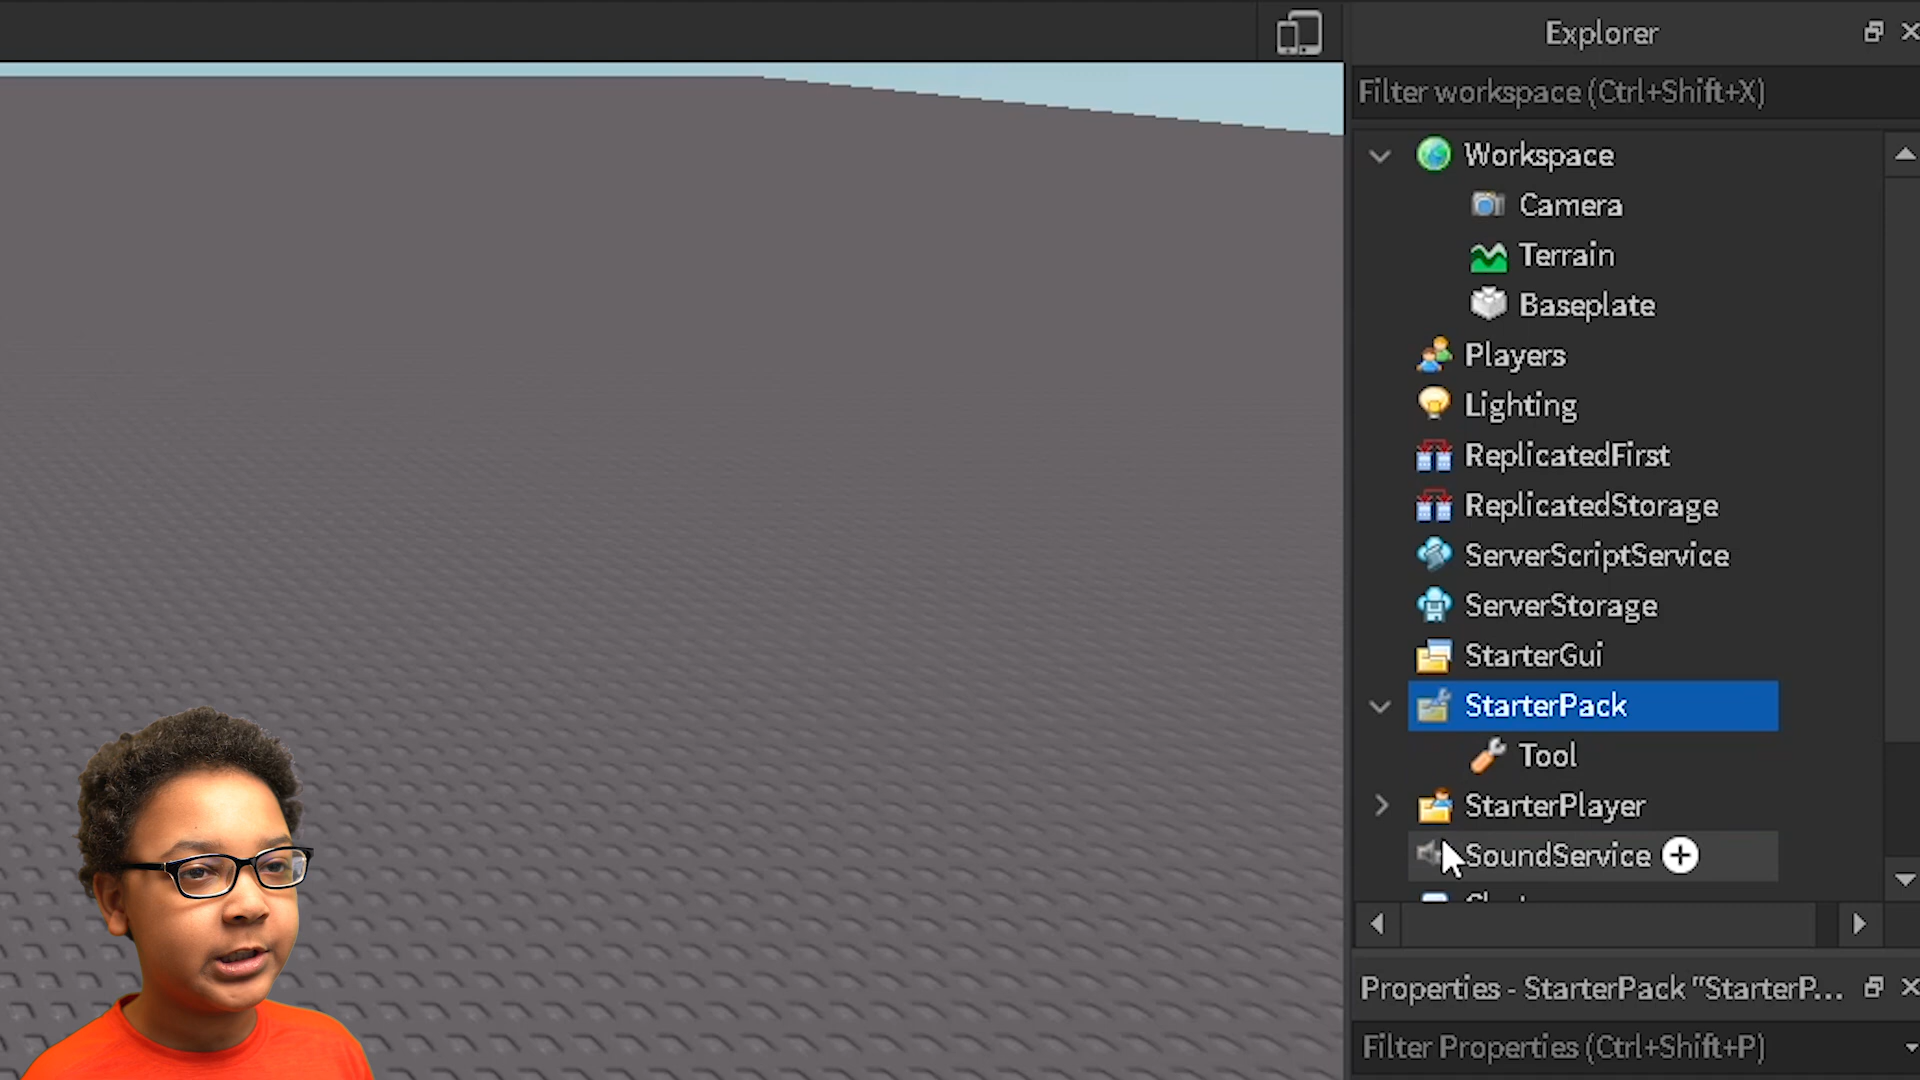 Explorer
Filter workspace (Ctrl+Shift+X)
Workspace
Camera
Terrain
Baseplate
Players
Lighting
ReplicatedFirst
ReplicatedStorage
ServerScriptService
ServerStorage
StarterGui
StarterPack
Tool
StarterPlayer
SoundService
Properties - StarterPack "StarterP...
Filter Properties (Ctrl+Shift+P)